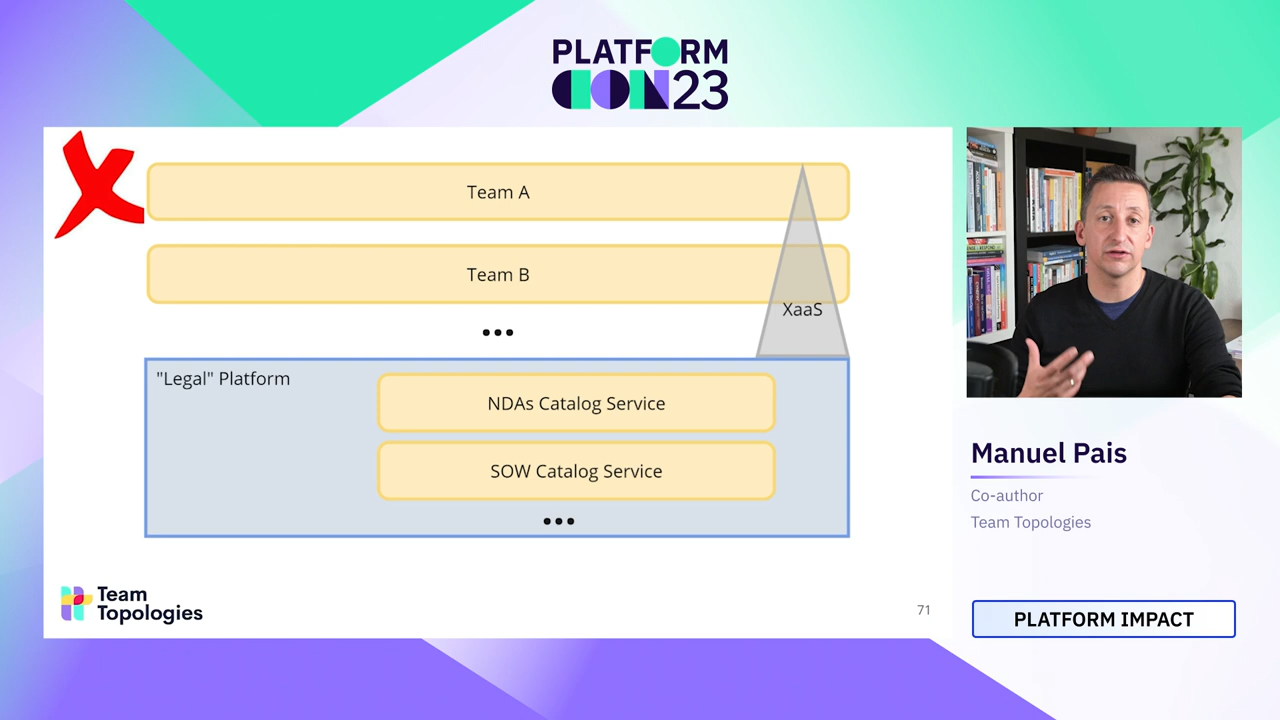 PLATFORM
CON23
Team A
Team B
XaaS
"Legal" Platform
NDAs Catalog Service
SOW Catalog Service
Team
Topologies
71
Manuel Pais
Co-author
Team Topologies
PLATFORM IMPACT